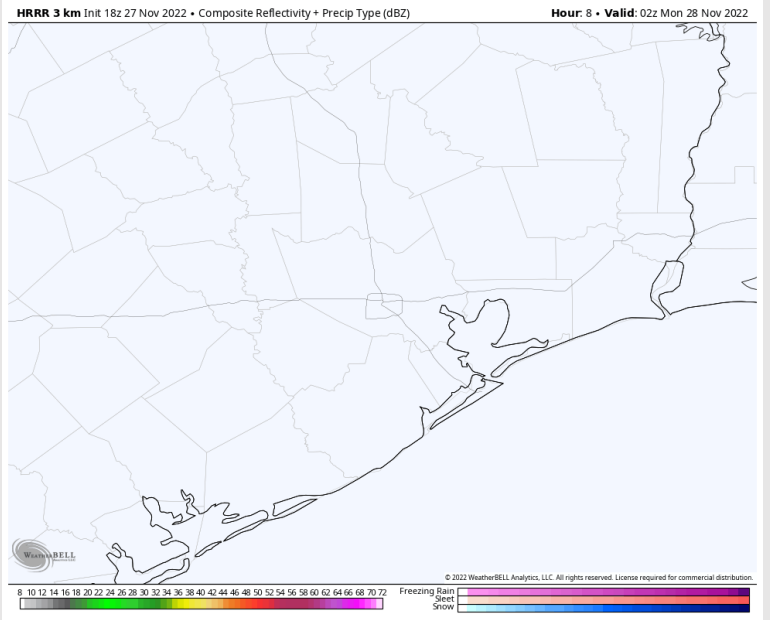 HRRR 3 km Init 18z 27 Nov 2022 • Composite Reflectivity + Precip Type (dBZ) Hour: 8 • Valid: 02z Mon 28 Nov 2022
WEATHERBELL
© 2022 WeatherBELL Analytics, LLC. All rights reserved. License required for commercial distribution.
8 10 12 14 16 18 20 22 24 26 28 30 32 34 36 38 40 42 44 46 48 50 52 54 56 58 60 62 64 66 68 70 72
Freezing Rain
Sleet
Snow